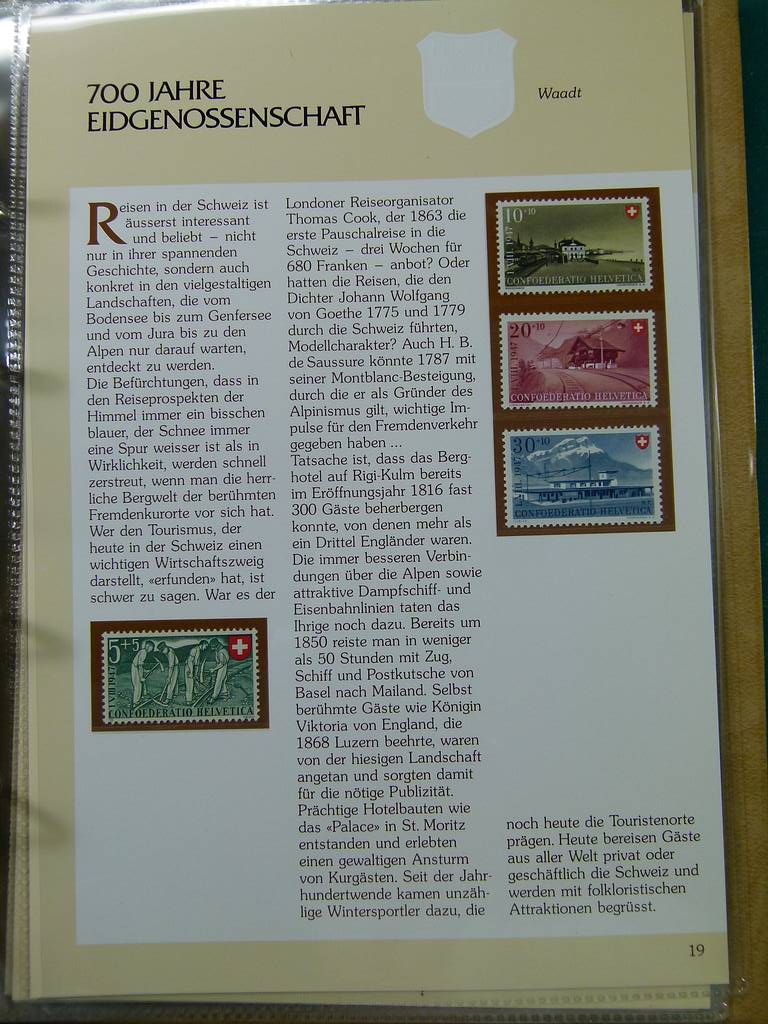 700 JAHRE
EIDGENOSSENSCHAFT
Waadt
Reisen in der Schweiz ist
äusserst interessant
und beliebt – nicht
nur in ihrer spannenden
Geschichte, sondern auch
konkret in den vielgestaltigen
Landschaften, die vom
Bodensee bis zum Genfersee
und vom Jura bis zu den
Alpen nur darauf warten,
entdeckt zu werden.
Die Befürchtungen, dass in
den Reiseprospekten der
Himmel immer ein bisschen
blauer, der Schnee immer
eine Spur weisser ist als in
Wirklichkeit, werden schnell
zerstreut, wenn man die herr-
liche Bergwelt der berühmten
Fremdenkurorte vor sich hat.
Wer den Tourismus, der
heute in der Schweiz einen
wichtigen Wirtschaftszweig
darstellt, «erfunden» hat, ist
schwer zu sagen. War es der
5+5
VIII 1947
CONFOEDERATIO HELVETICA
Londoner Reiseorganisator
Thomas Cook, der 1863 die
erste Pauschalreise in die
Schweiz – drei Wochen für
680 Franken – anbot? Oder
hatten die Reisen, die den
Dichter Johann Wolfgang
von Goethe 1775 und 1779
durch die Schweiz führten,
Modellcharakter? Auch H. B.
de Saussure könnte 1787 mit
seiner Montblanc-Besteigung,
durch die er als Gründer des
Alpinismus gilt, wichtige Im-
pulse für den Fremdenverkehr
gegeben haben ...
Tatsache ist, dass das Berg-
hotel auf Rigi-Kulm bereits
im Eröffnungsjahr 1816 fast
300 Gäste beherbergen
konnte, von denen mehr als
ein Drittel Engländer waren.
Die immer besseren Verbin-
dungen über die Alpen sowie
attraktive Dampfschiff- und
Eisenbahnlinien taten das
Ihrige noch dazu. Bereits um
1850 reiste man in weniger
als 50 Stunden mit Zug,
Schiff und Postkutsche von
Basel nach Mailand. Selbst
berühmte Gäste wie Königin
Viktoria von England, die
1868 Luzern beehrte, waren
von der hiesigen Landschaft
angetan und sorgten damit
für die nötige Publizität.
Prächtige Hotelbauten wie
das «Palace» in St. Moritz
entstanden und erlebten
einen gewaltigen Ansturm
von Kurgästen. Seit der Jahr-
hundertwende kamen unzäh-
lige Wintersportler dazu, die
10+10
1947
CONFOEDERATIO HELVETICA
20+10
VIII 1947
CONFOEDERATIO HELVETICA
30+10
VIII 1947
CONFOEDERATIO HELVETICA
noch heute die Touristenorte
prägen. Heute bereisen Gäste
aus aller Welt privat oder
geschäftlich die Schweiz und
werden mit folkloristischen
Attraktionen begrüsst.
19